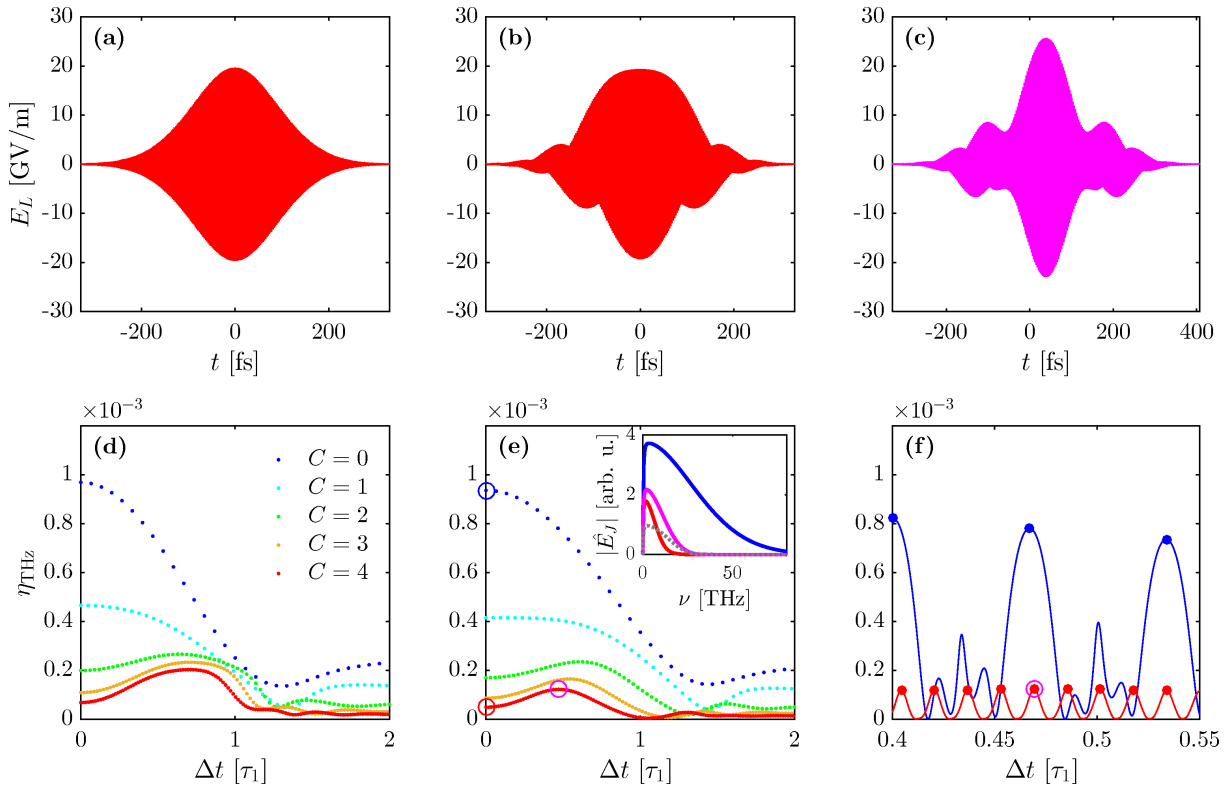 (a)
30
20
10
0
-10
-20
-30
E_L [GV/m]
-200 0 200
t [fs]
(b)
30
20
10
0
-10
-20
-30
-200 0 200
t [fs]
(c)
30
20
10
0
-10
-20
-30
-200 0 200 400
t [fs]
×10⁻³
(d)
1
0.8
0.6
0.4
0.2
0
η_THz
C = 0
C = 1
C = 2
C = 3
C = 4
0 1 2
Δt [τ₁]
×10⁻³
(e)
1
0.8
0.6
0.4
0.2
0
4
2
0
|Ê_J| [arb. u.]
0 50
ν [THz]
0 1 2
Δt [τ₁]
×10⁻³
(f)
1
0.8
0.6
0.4
0.2
0
0.4 0.45 0.5 0.55
Δt [τ₁]